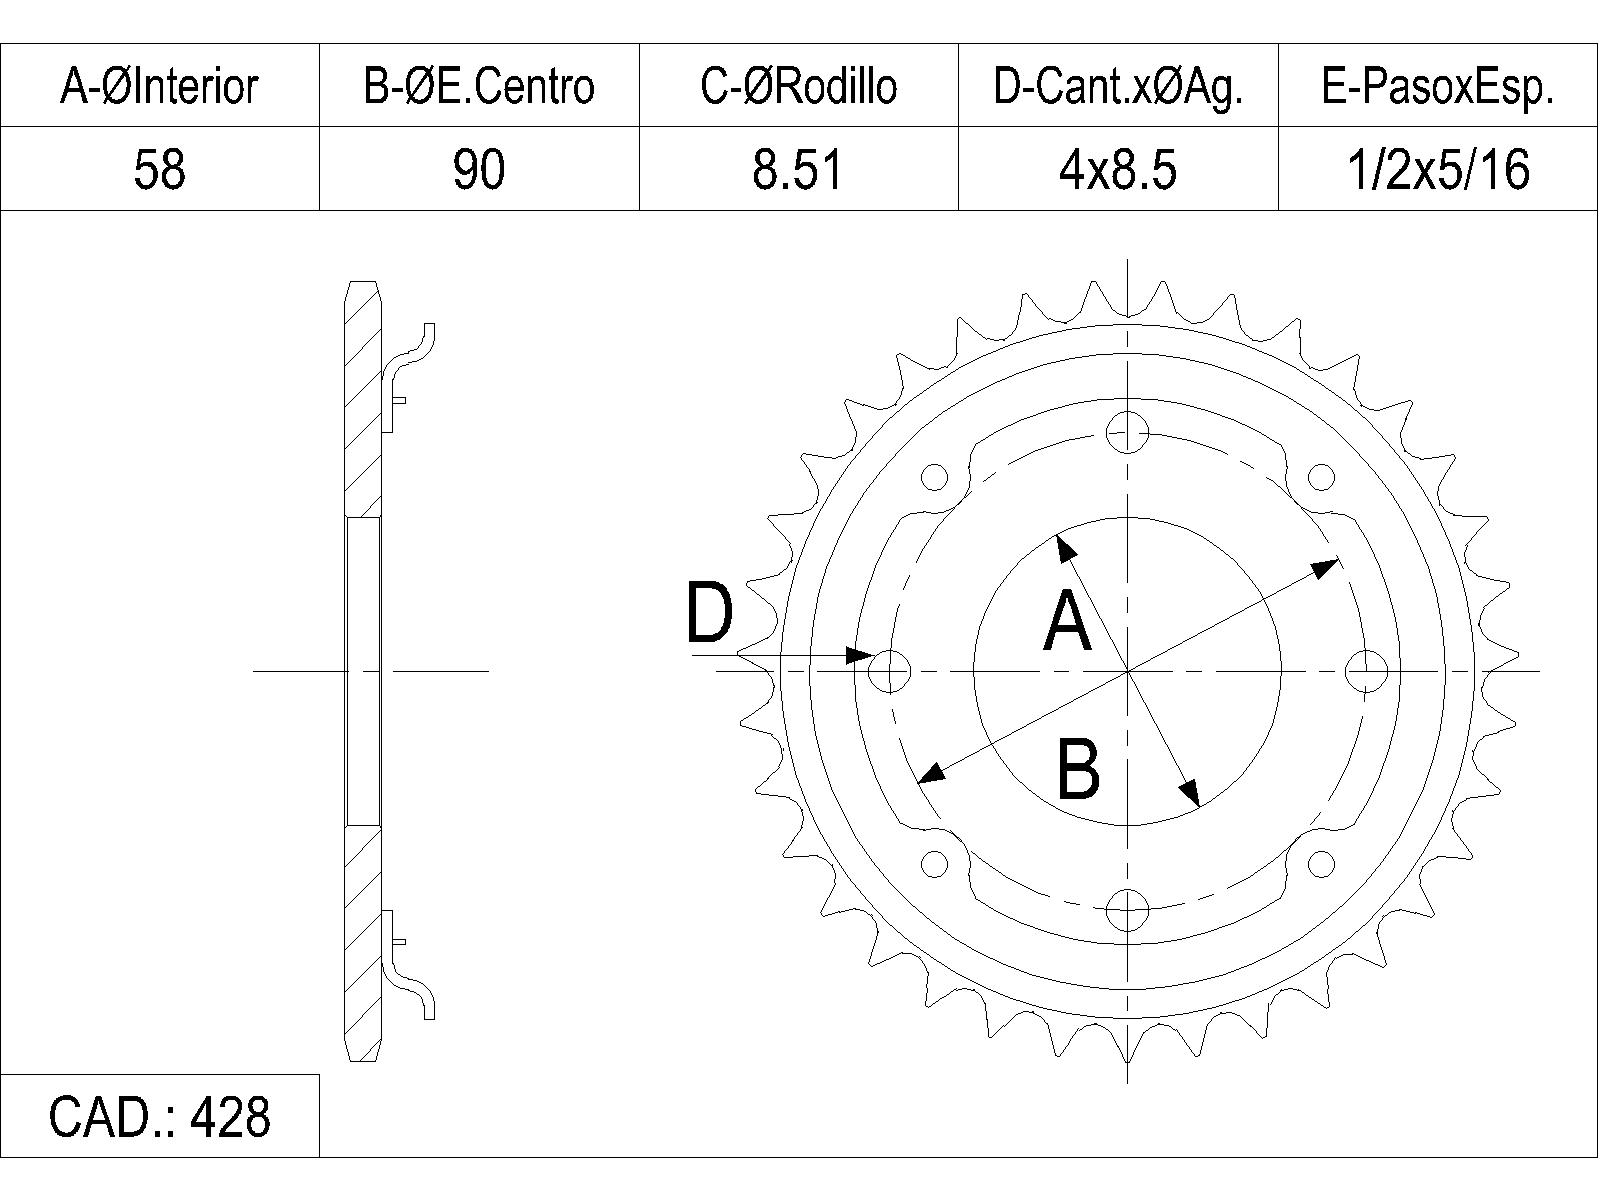 A-ØInterior B-ØE.Centro C-ØRodillo D-Cant.xØAg. E-PasoxEsp.
58 90 8.51 4x8.5 1/2x5/16
D
A
B
CAD.: 428